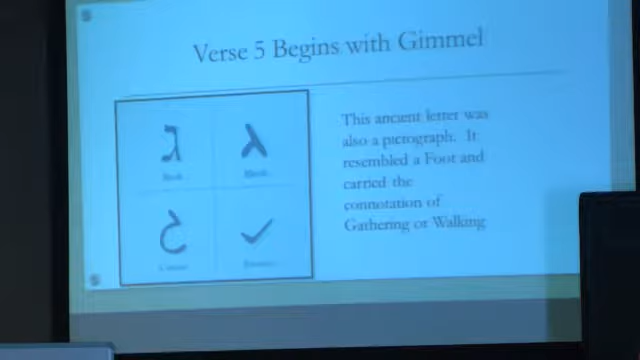 Verse 5 Begins with Gimmel
ג
This ancient letter was
also a pictograph. It
resembled a Foot and
carried the
connotation of
Gathering or Walking